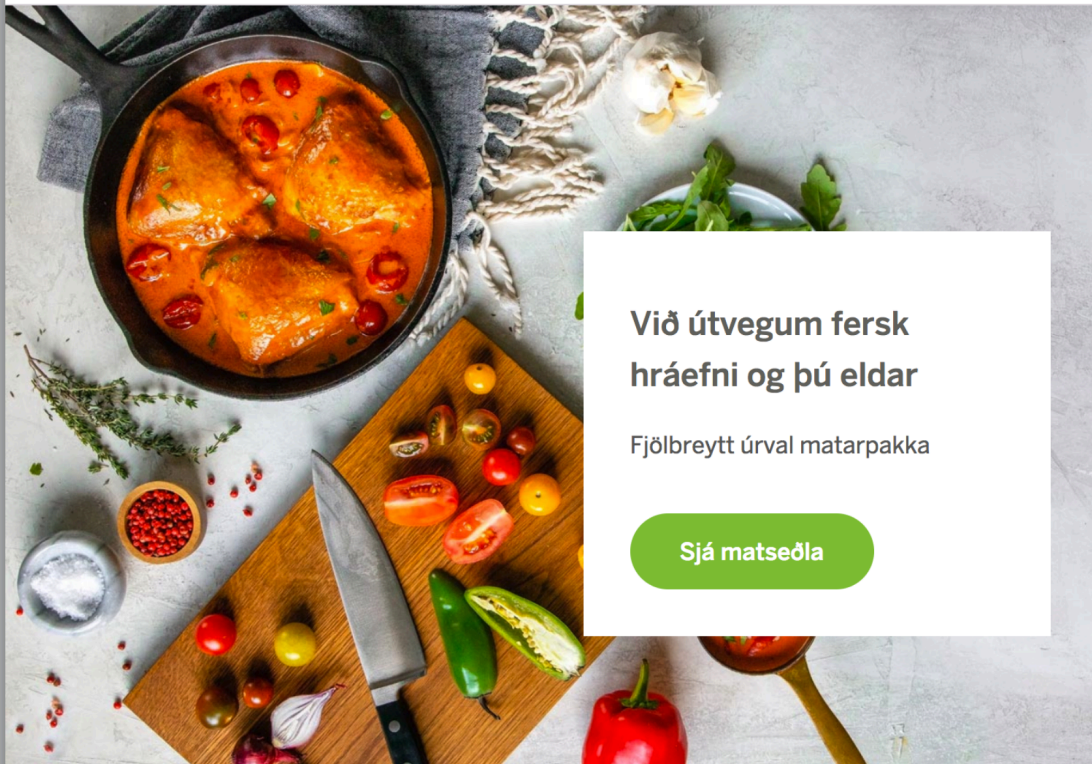 Við útvegum fersk
hráefni og þú eldar
Fjölbreytt úrval matarpakka
Sjá matseðla